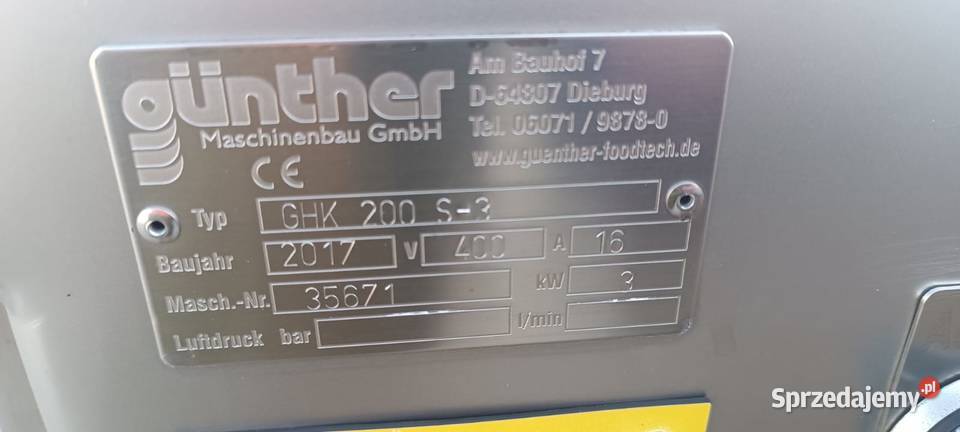 günther
Maschinenbau GmbH
Am Bauhof 7
D-64807 Dieburg
Tel. 06071 / 9878-0
www.guenther-foodtech.de
CE
Typ GHK 200 S-3
Baujahr 2017 V 400 A 16
Masch.-Nr. 35671 kW 3
Luftdruck bar l/min
Sprzedajemy.pl